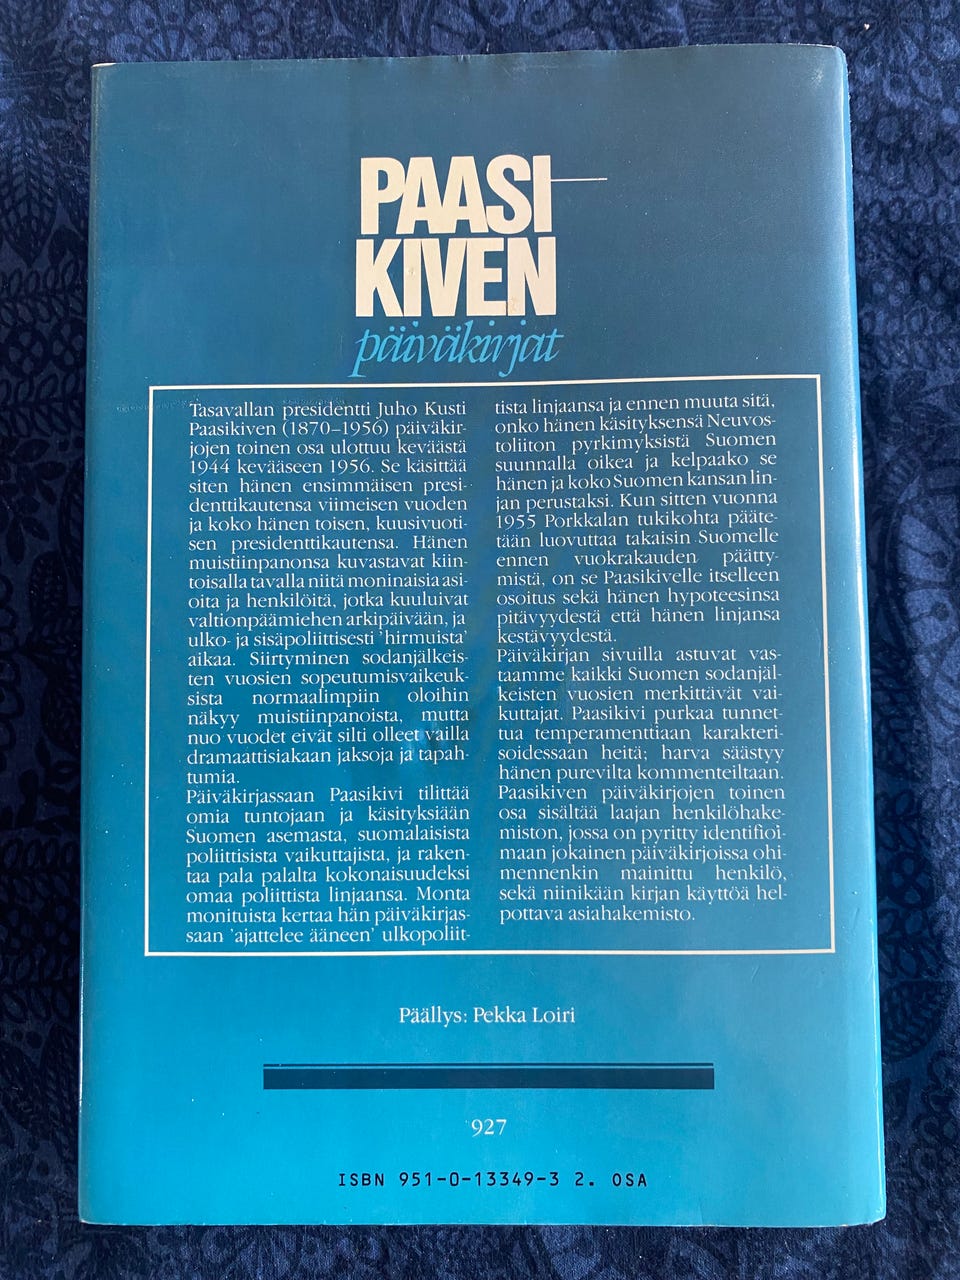 PAASI-
KIVEN
päiväkirjat
Tasavallan presidentti Juho Kusti
Paasikiven (1870–1956) päiväkir-
jojen toinen osa ulottuu keväästä
1944 kevääseen 1956. Se käsittää
siten hänen ensimmäisen presi-
denttikautensa viimeisen vuoden
ja koko hänen toisen, kuusivuoti-
sen presidenttikautensa. Hänen
muistiinpanonsa kuvastavat kiin-
toisalla tavalla niitä moninaisia asi-
oita ja henkilöitä, jotka kuuluivat
valtionpäämiehen arkipäivään, ja
ulko- ja sisäpoliittisesti 'hirmuista'
aikaa. Siirtyminen sodanjälkeis-
ten vuosien sopeutumisvaikeuk-
sista normaalimpiin oloihin
näkyy muistiinpanoista, mutta
nuo vuodet eivät silti olleet vailla
dramaattisiakaan jaksoja ja tapah-
tumia.
Päiväkirjassaan Paasikivi tilittää
omia tuntojaan ja käsityksiään
Suomen asemasta, suomalaisista
poliittisista vaikuttajista, ja raken-
taa pala palalta kokonaisuudeksi
omaa poliittista linjaansa. Monta
monituista kertaa hän päiväkirjas-
saan 'ajattelee ääneen' ulkopoliit-
tista linjaansa ja ennen muuta sitä,
onko hänen käsityksensä Neuvos-
toliiton pyrkimyksistä Suomen
suunnalla oikea ja kelpaako se
hänen ja koko Suomen kansan lin-
jan perustaksi. Kun sitten vuonna
1955 Porkkalan tukikohta pääte-
tään luovuttaa takaisin Suomelle
ennen vuokrakauden päätty-
mistä, on se Paasikivelle itselleen
osoitus sekä hänen hypoteesinsa
pitävyydestä että hänen linjansa
kestävyydestä.
Päiväkirjan sivuilla astuvat vas-
taamme kaikki Suomen sodanjäl-
keisten vuosien merkittävät vai-
kuttajat. Paasikivi purkaa tunnet-
tua temperamenttiaan karakteri-
soidessaan heitä; harva säästyy
hänen purevilta kommenteiltaan.
Paasikiven päiväkirjojen toinen
osa sisältää laajan henkilöhake-
miston, jossa on pyritty identifioi-
maan jokainen päiväkirjoissa ohi-
mennenkin mainittu henkilö,
sekä niinikään kirjan käyttöä hel-
pottava asiahakemisto.
Päällys: Pekka Loiri
927
ISBN 951-0-13349-3 2. OSA